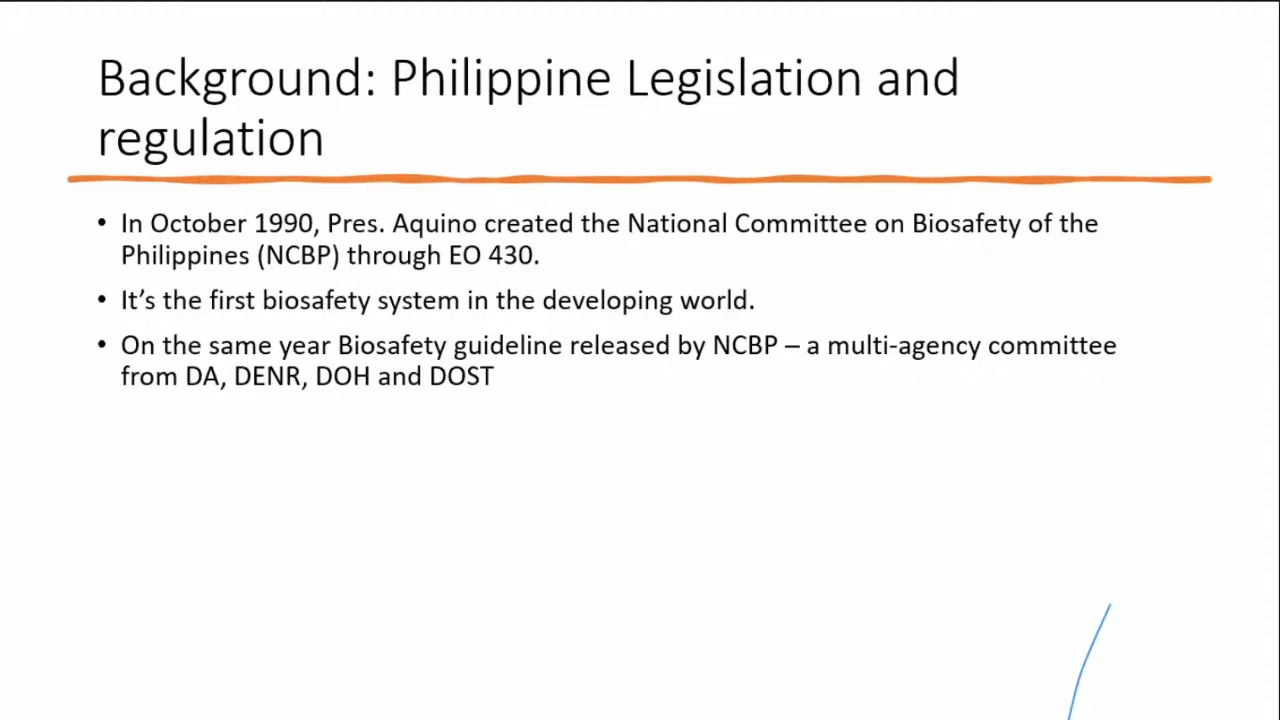 Background: Philippine Legislation and
regulation
• In October 1990, Pres. Aquino created the National Committee on Biosafety of the
Philippines (NCBP) through EO 430.
• It’s the first biosafety system in the developing world.
• On the same year Biosafety guideline released by NCBP – a multi-agency committee
from DA, DENR, DOH and DOST